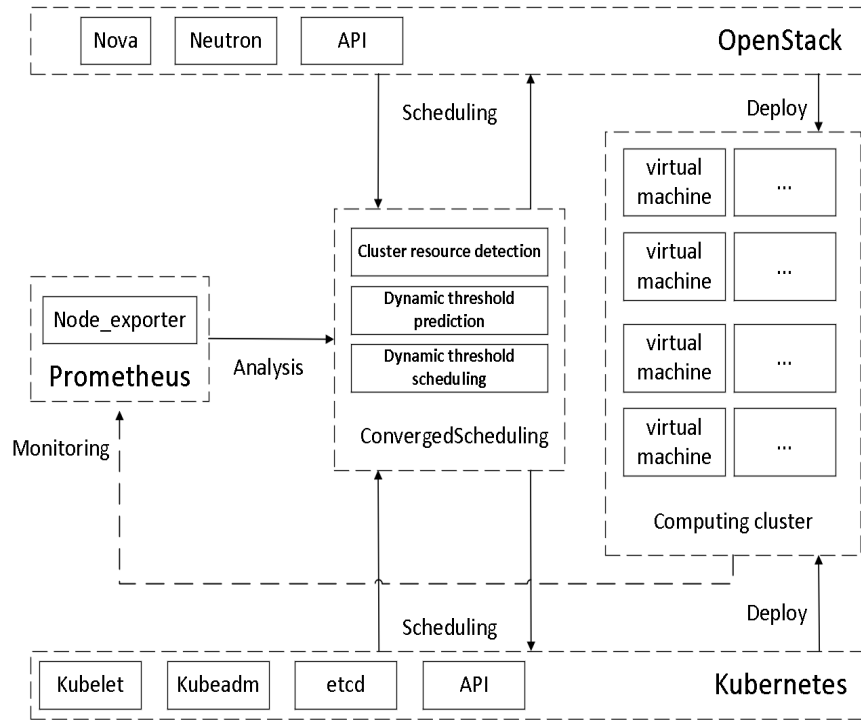 Nova
Neutron
API
OpenStack
Scheduling
Deploy
virtual
machine
...
Cluster resource detection
virtual
machine
...
Node_exporter
Dynamic threshold
prediction
Prometheus
Analysis
Dynamic threshold
scheduling
virtual
machine
...
Monitoring
ConvergedScheduling
virtual
machine
...
Computing cluster
Scheduling
Deploy
Kubelet
Kubeadm
etcd
API
Kubernetes